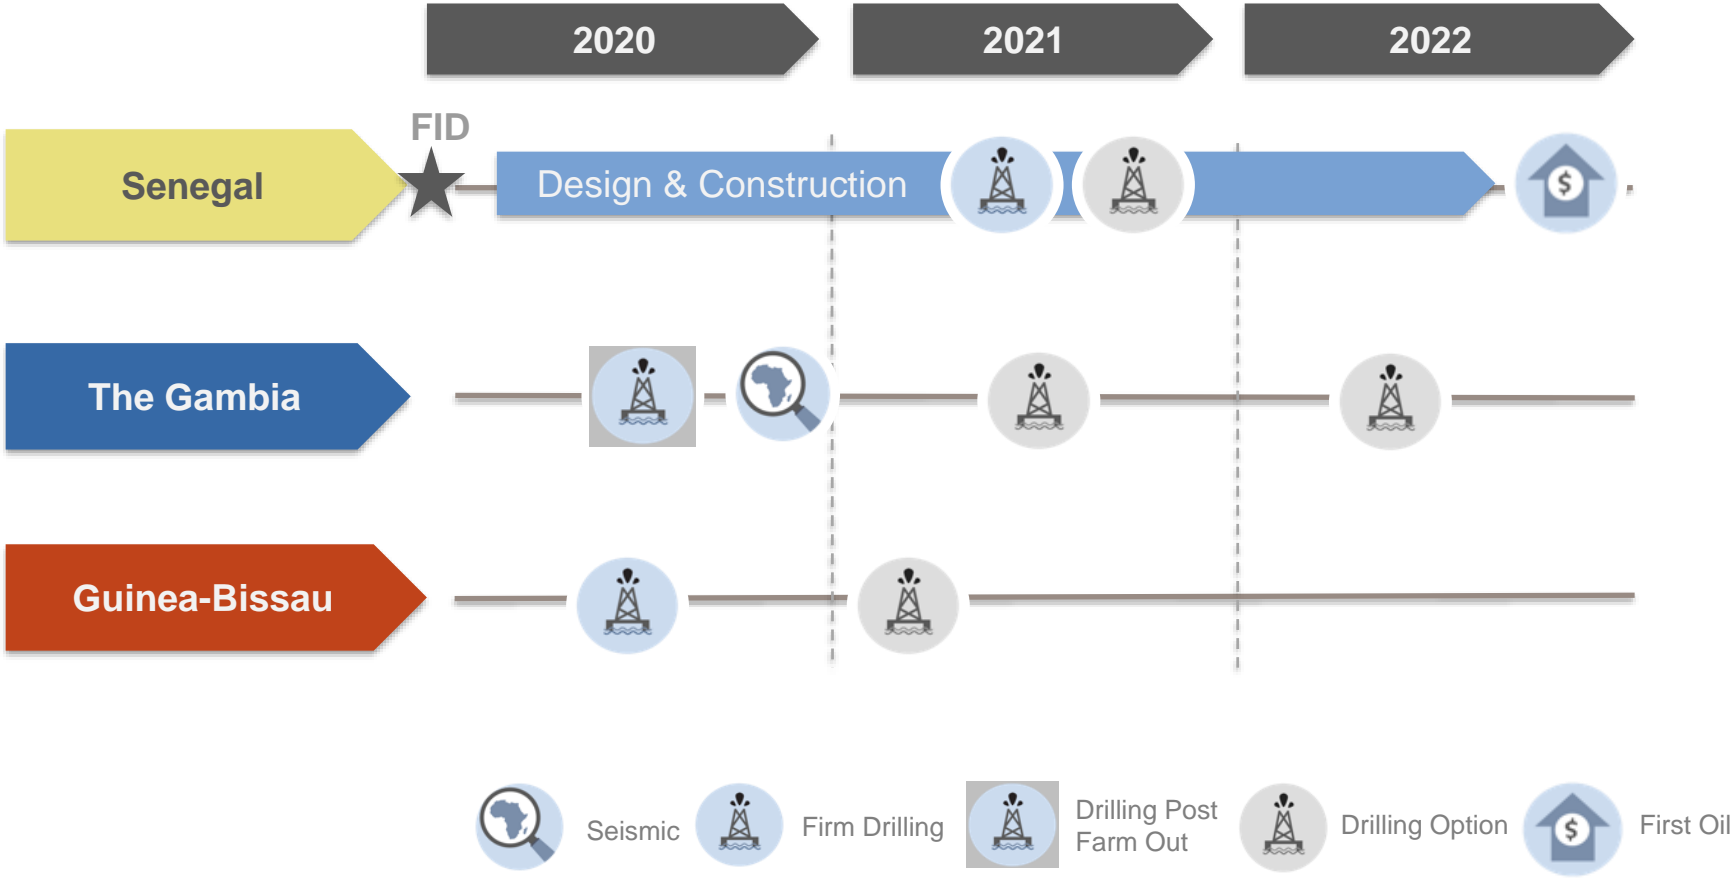 2020
2021
2022
FID
Senegal
Design & Construction
$
The Gambia
Guinea-Bissau
Seismic
Firm Drilling
Drilling Post
Farm Out
Drilling Option
$
First Oil